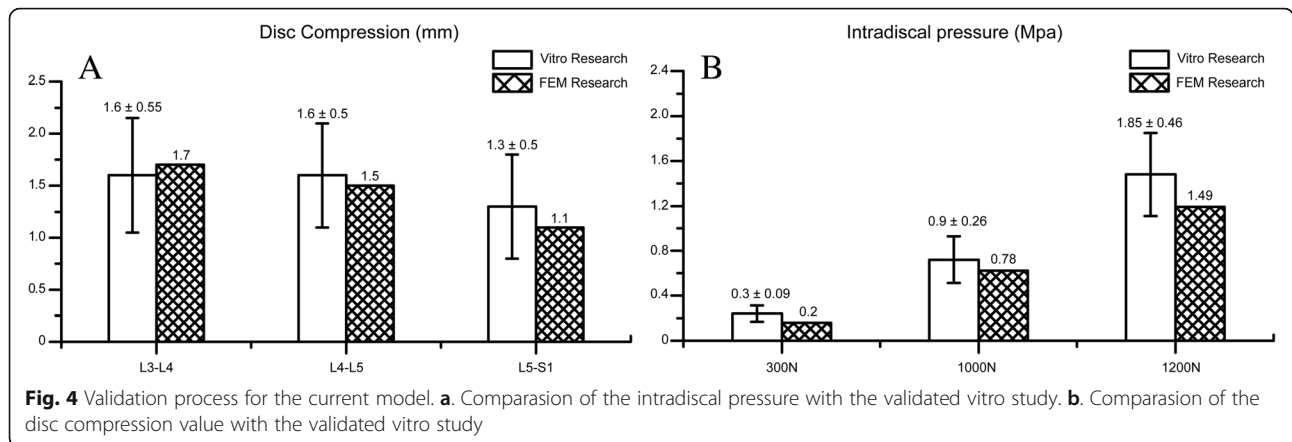 Disc Compression (mm)
A
Vitro Research
FEM Research
2.5
2.0
1.5
1.0
0.5
0
1.6 ± 0.55
1.7
1.6 ± 0.5
1.5
1.3 ± 0.5
1.1
L3-L4
L4-L5
L5-S1
Intradiscal pressure (Mpa)
B
Vitro Research
FEM Research
2.4
2.0
1.6
1.2
0.8
0.4
0
0.3 ± 0.09
0.2
0.9 ± 0.26
0.78
1.85 ± 0.46
1.49
300N
1000N
1200N
Fig. 4 Validation process for the current model. a. Comparasion of the intradiscal pressure with the validated vitro study. b. Comparasion of the
disc compression value with the validated vitro study